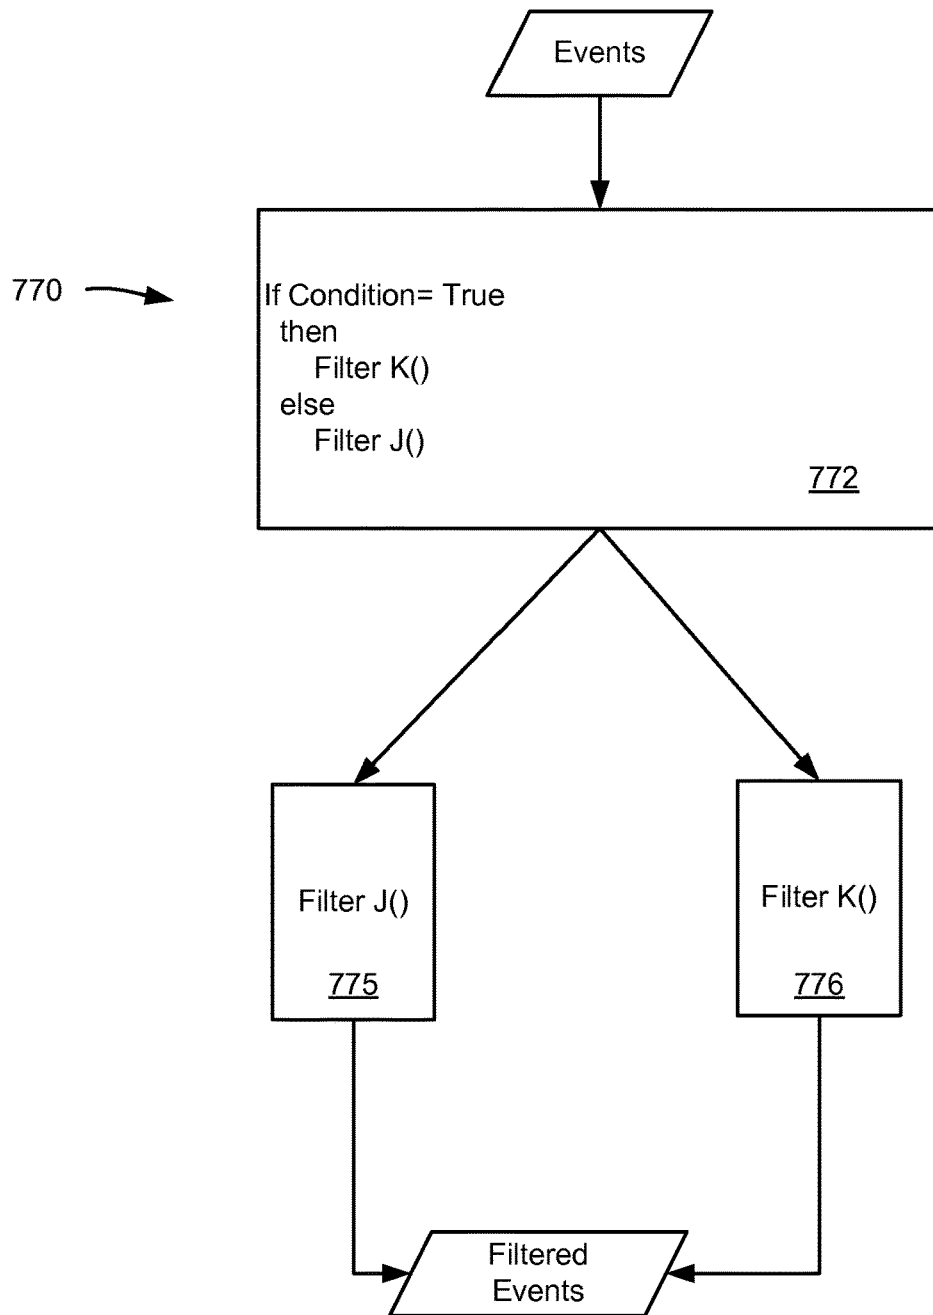 Events
770
If Condition= True
then
Filter K()
else
Filter J()
772
Filter J()
775
Filter K()
776
Filtered
Events